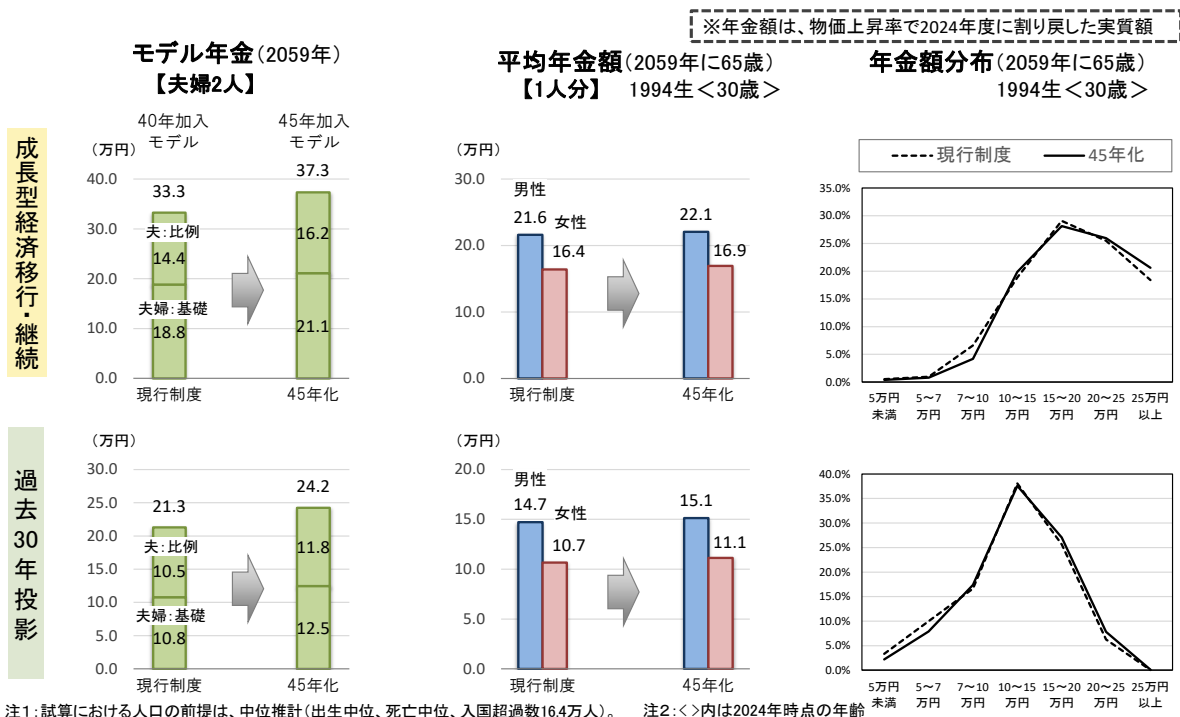 ※年金額は、物価上昇率で2024年度に割り戻した実質額
モデル年金(2059年)
【夫婦2人】
平均年金額(2059年に65歳)
【1人分】 1994生＜30歳＞
年金額分布(2059年に65歳)
1994生＜30歳＞
成長型経済移行・継続
40年加入
モデル
45年加入
モデル
(万円)
40.0
30.0
20.0
10.0
0.0
33.3
夫:比例
14.4
夫婦:基礎
18.8
37.3
16.2
21.1
現行制度
45年化
(万円)
30.0
20.0
10.0
0.0
男性
21.6
女性
16.4
22.1
16.9
現行制度
45年化
現行制度 45年化
35.0%
30.0%
25.0%
20.0%
15.0%
10.0%
5.0%
0.0%
5万円 5～7 7～10 10～15 15～20 20～25 25万円
未満 万円 万円 万円 万円 万円 以上
過去30年投影
(万円)
30.0
25.0
20.0
15.0
10.0
5.0
0.0
21.3
夫:比例
10.5
夫婦:基礎
10.8
24.2
11.8
12.5
現行制度
45年化
(万円)
20.0
15.0
10.0
5.0
0.0
男性
14.7
女性
10.7
15.1
11.1
現行制度
45年化
40.0%
35.0%
30.0%
25.0%
20.0%
15.0%
10.0%
5.0%
0.0%
5万円 5～7 7～10 10～15 15～20 20～25 25万円
未満 万円 万円 万円 万円 万円 以上
注1:試算における人口の前提は、中位推計(出生中位、死亡中位、入国超過数16.4万人)。 注2:<>内は2024年時点の年齢